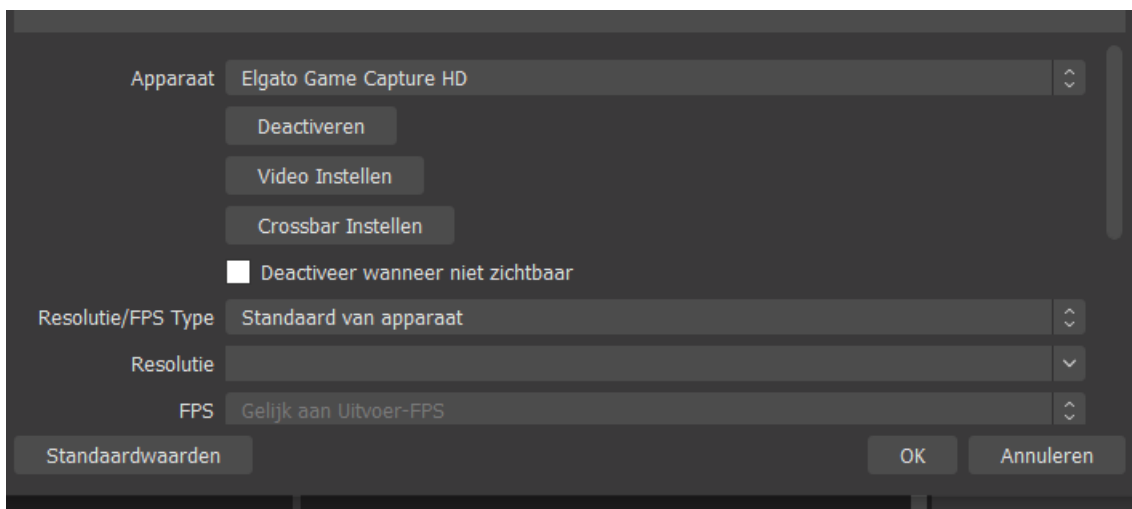 Apparaat Elgato Game Capture HD
Deactiveren
Video Instellen
Crossbar Instellen
Deactiveer wanneer niet zichtbaar
Resolutie/FPS Type Standaard van apparaat
Resolutie
FPS Gelijk aan Uitvoer-FPS
Standaardwaarden OK Annuleren